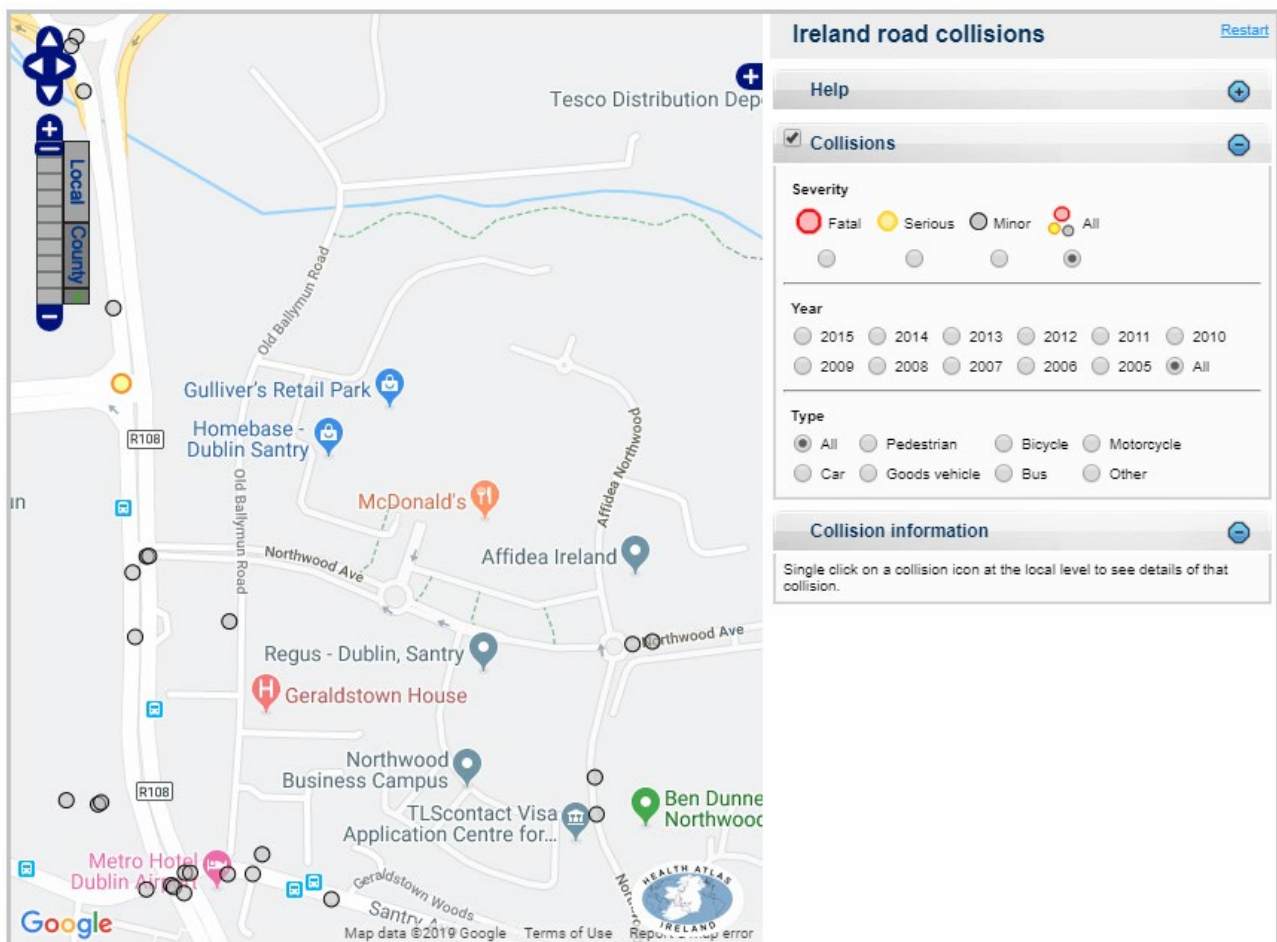 Local
County
Tesco Distribution Dep
Old Ballymun Road
Gulliver's Retail Park
Homebase -
Dublin Santry
R108
McDonald's
Affidea Northwood
Affidea Ireland
Old Ballymun Road
Northwood Ave
Northwood Ave
Regus - Dublin, Santry
Geraldstown House
Northwood
Business Campus
R108
TLScontact Visa
Application Centre for...
Ben Dunne
Northwood
Metro Hotel
Dublin Airport
Geraldstown Woods
Santry
HEALTH ATLAS
IRELAND
Google
Map data ©2019 Google
Terms of Use
Report a map error
Ireland road collisions
Restart
Help
Collisions
Severity
Fatal Serious Minor All
Year
2015 2014 2013 2012 2011 2010
2009 2008 2007 2006 2005 All
Type
All Pedestrian Bicycle Motorcycle
Car Goods vehicle Bus Other
Collision information
Single click on a collision icon at the local level to see details of that
collision.